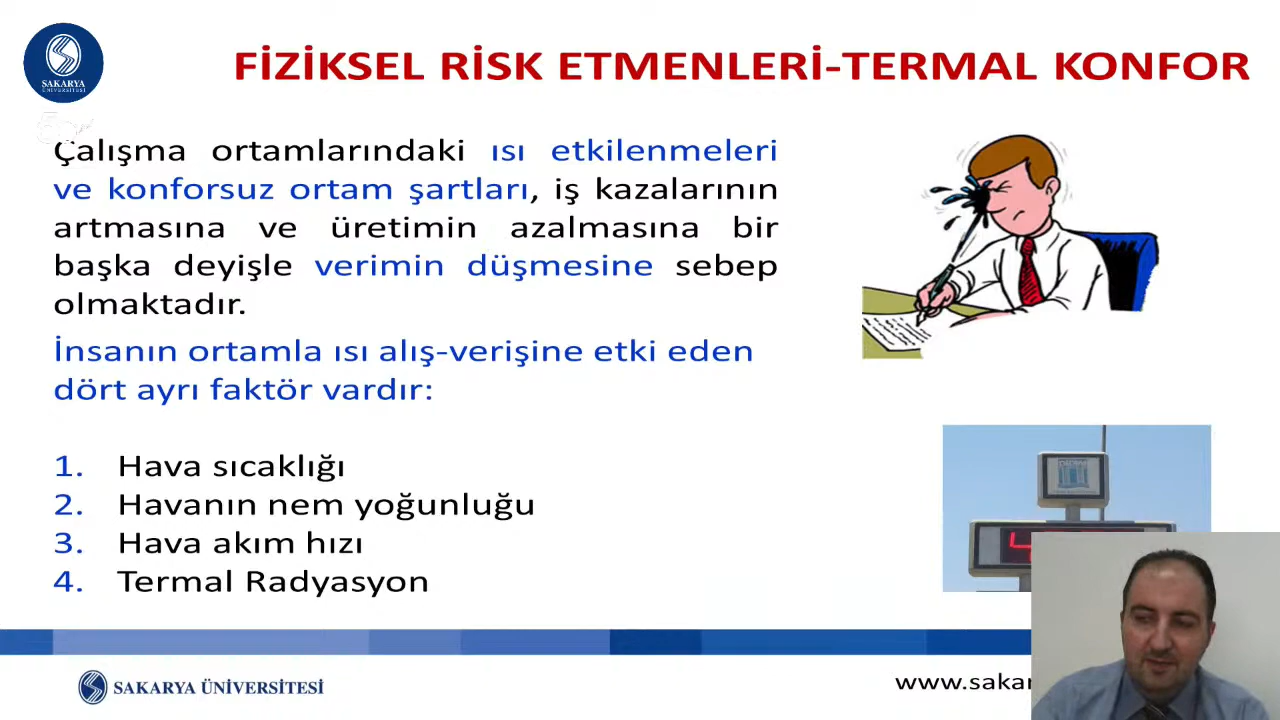 SAKARYA
ÜNİVERSİTESİ
FİZİKSEL RİSK ETMENLERİ-TERMAL KONFOR
Çalışma ortamlarındaki ısı etkilenmeleri
ve konforsuz ortam şartları, iş kazalarının
artmasına ve üretimin azalmasına bir
başka deyişle verimin düşmesine sebep
olmaktadır.
İnsanın ortamla ısı alış-verişine etki eden
dört ayrı faktör vardır:
1. Hava sıcaklığı
2. Havanın nem yoğunluğu
3. Hava akım hızı
4. Termal Radyasyon
SAKARYA ÜNİVERSİTESİ